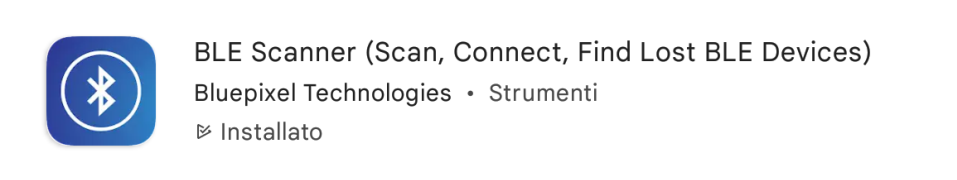 BLE Scanner (Scan, Connect, Find Lost BLE Devices)
Bluepixel Technologies • Strumenti
Installato